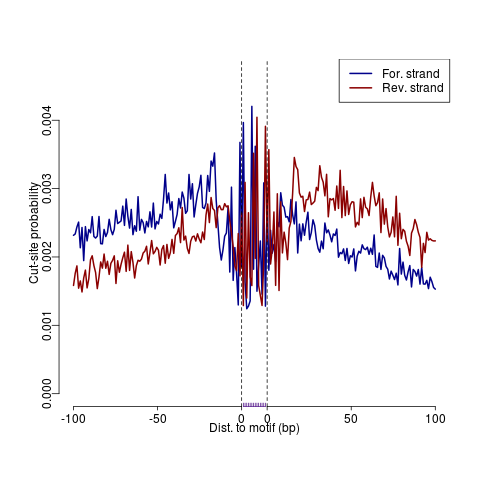 For. strand
Rev. strand
Cut-site probability
0.004
0.003
0.002
0.001
0.000
-100 -50 0 0 50 100
Dist. to motif (bp)